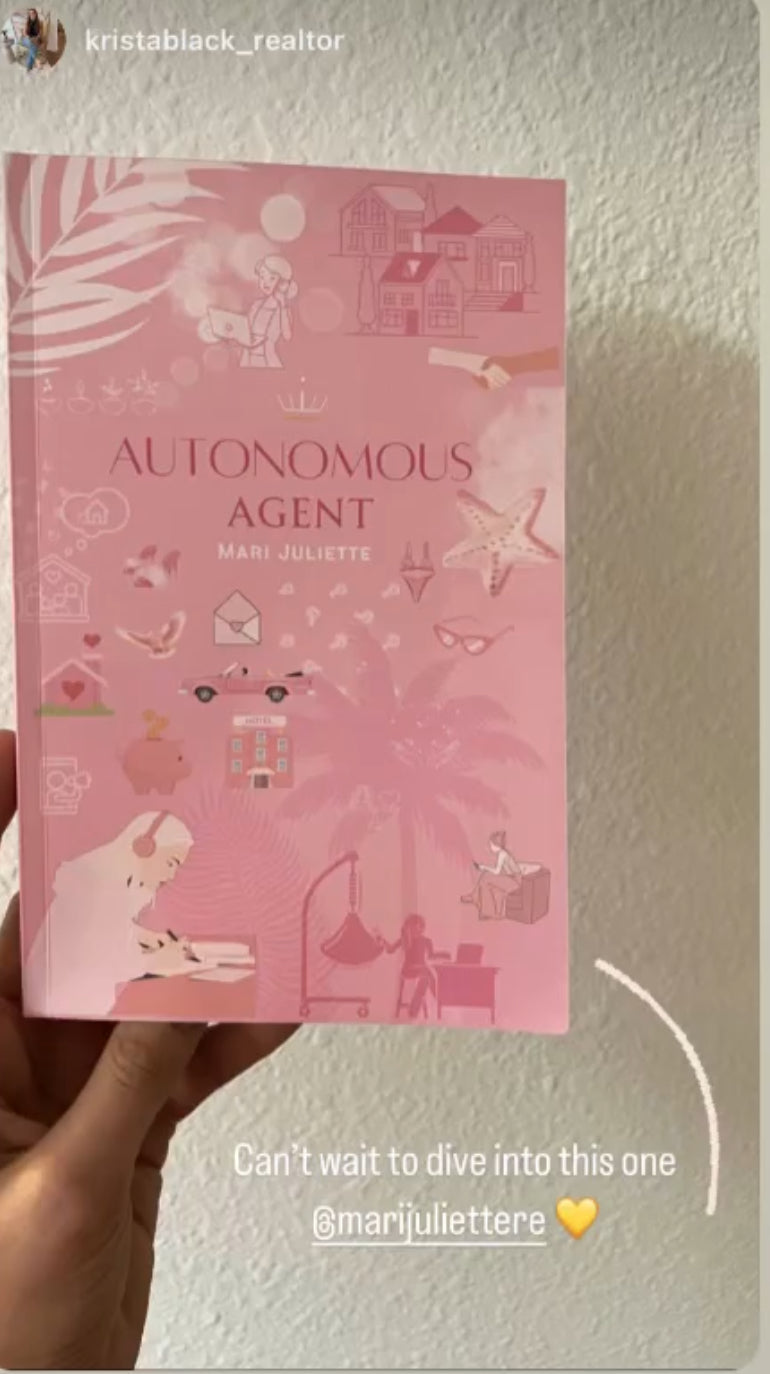 kristablack_realtor
AUTONOMOUS
AGENT
MARI JULIETTE
HOTEL
Can't wait to dive into this one
@marijuliettere 💛